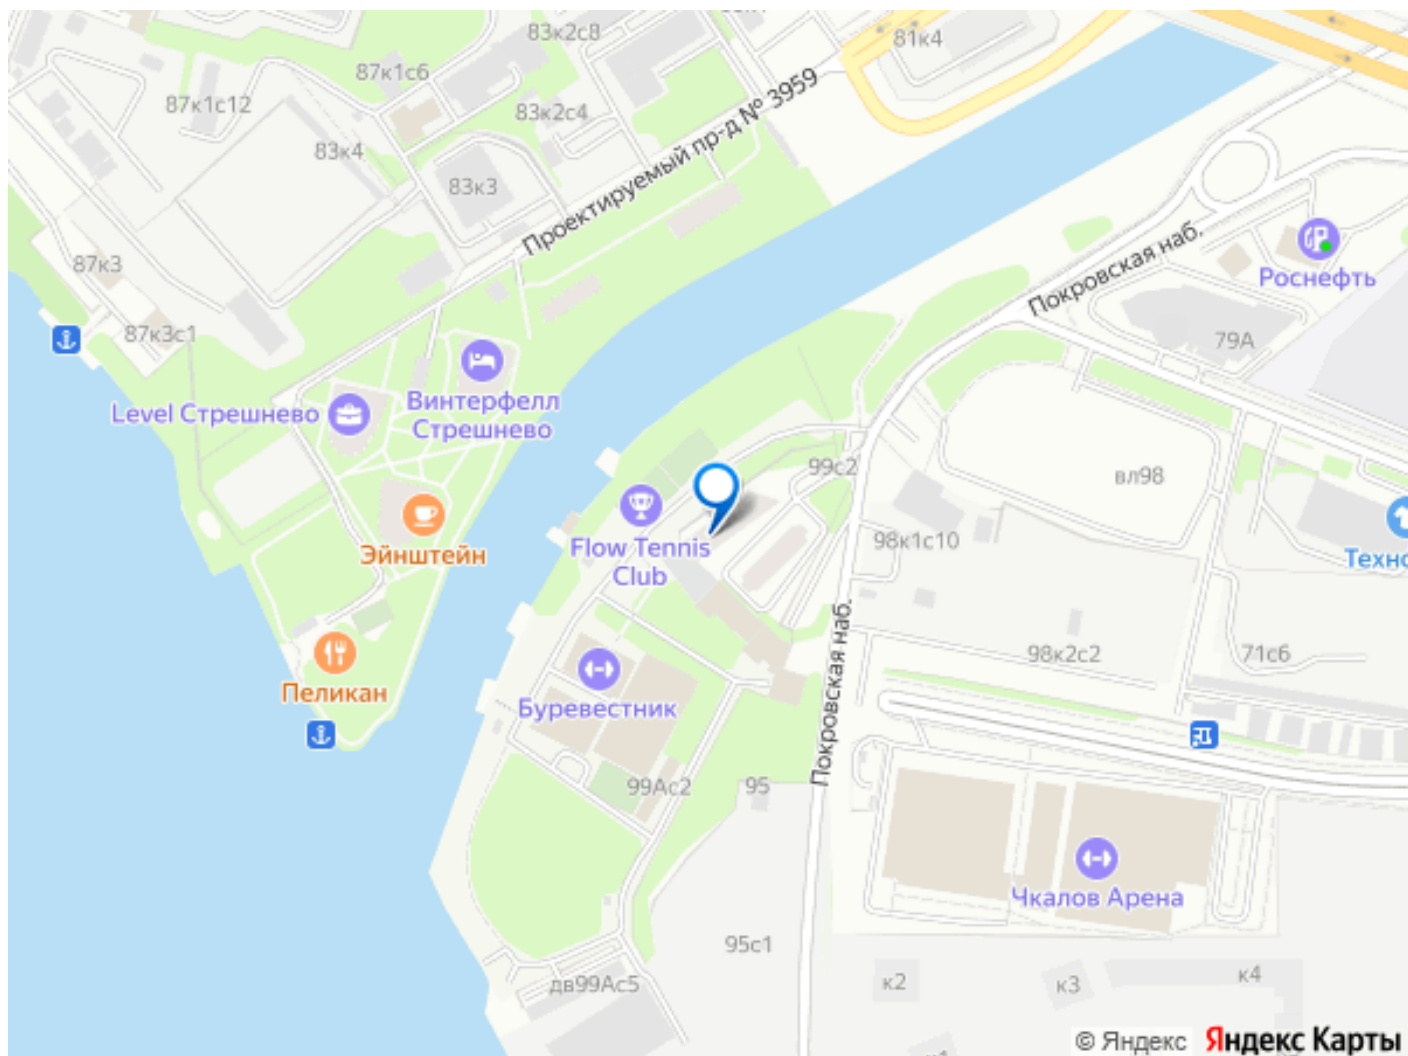 83к2с8
81к4
87к1с6
87к1с12
83к2с4
83к4
83к3
Проектируемый пр-д № 3959
87к3
87к3с1
Покровская наб.
Роснефть
79А
Level Стрешнево
Винтерфелл
Стрешнево
99с2
вл98
Эйнштейн
Flow Tennis
Club
98к1с10
Техно
Пеликан
Буревестник
Покровская наб.
98к2с2
71с6
99Ас2
95
Чкалов Арена
95с1
дв99Ас5
к2
к3
к4
© Яндекс
Яндекс Карты